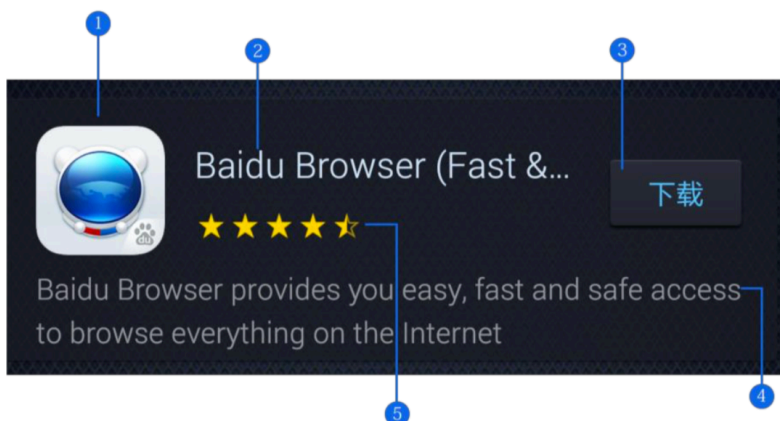 1
2
3
Baidu Browser (Fast &...
下载
du
Baidu Browser provides you easy, fast and safe access
to browse everything on the Internet
4
5